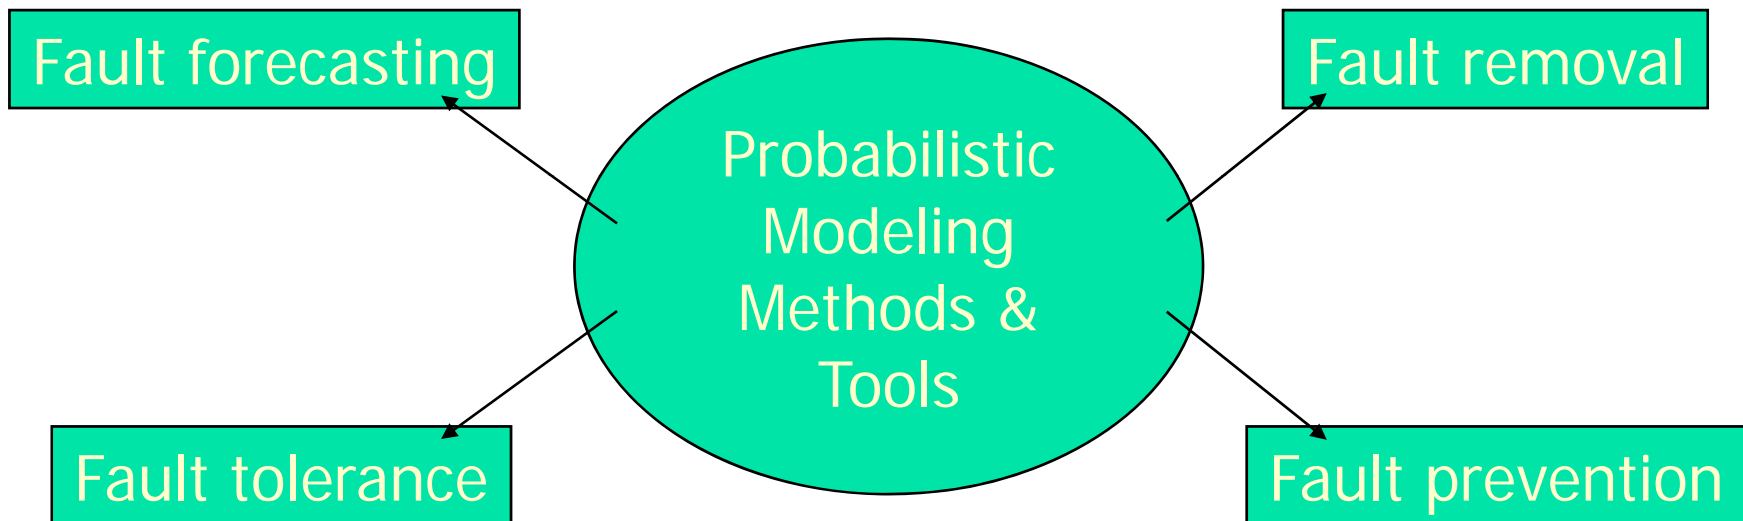 Fault forecasting
Fault removal
Probabilistic
Modeling
Methods &
Tools
Fault tolerance
Fault prevention